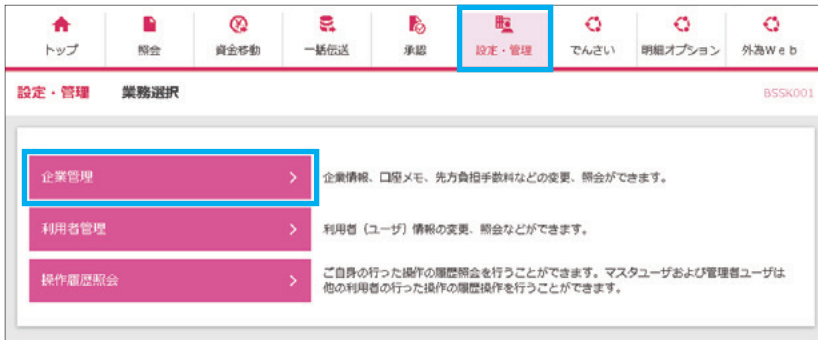 トップ
照会
資金移動
一括伝送
承認
設定・管理
でんさい
明細オプション
外為Web
設定・管理 業務選択
BSSK001
企業管理
企業情報、口座メモ、先方負担手数料などの変更、照会ができます。
利用者管理
利用者（ユーザ）情報の変更、照会などができます。
操作履歴照会
ご自身の行った操作の履歴照会を行うことができます。マスタユーザおよび管理者ユーザは
他の利用者の行った操作の履歴操作を行うことができます。